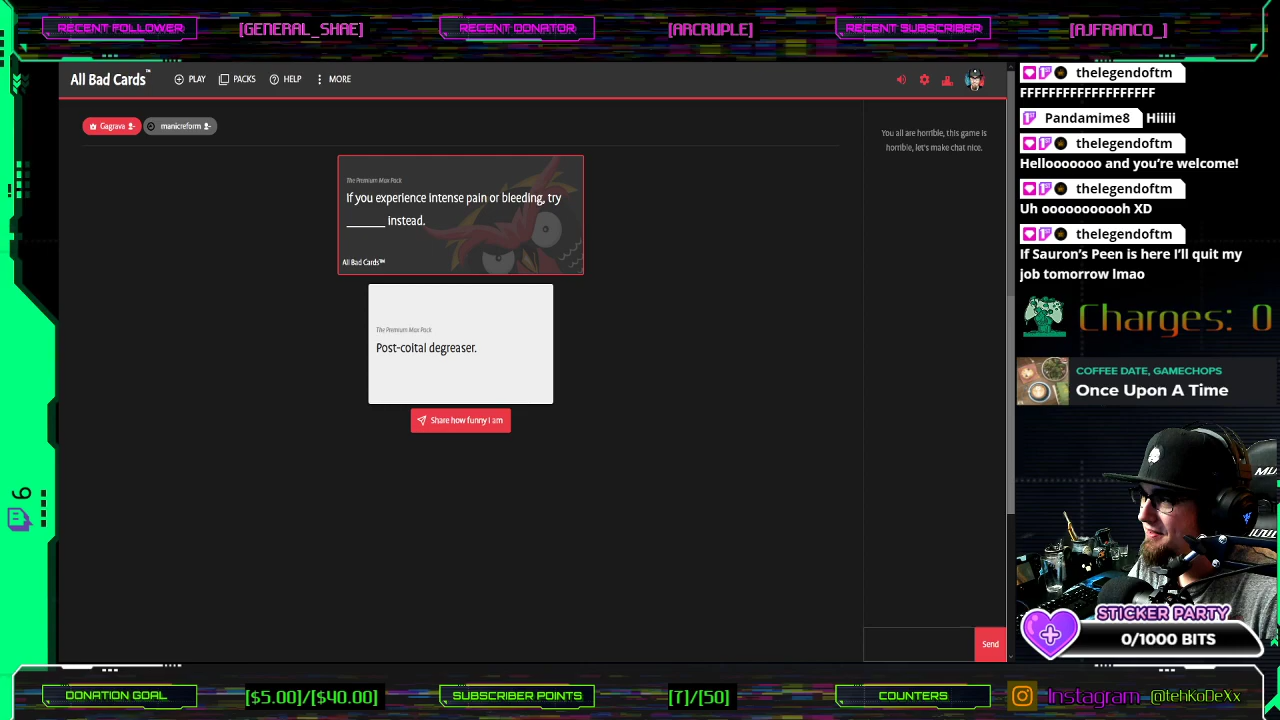 RECENT FOLLOWER [GENERAL_SHAE] RECENT DONATOR [ARCRUPLE] RECENT SUBSCRIBER [AJFRANCO_]
All Bad Cards™ PLAY PACKS HELP MORE
Gagrava manicreform
The Premium Max Pack
If you experience intense pain or bleeding, try
_______ instead.
All Bad Cards™
The Premium Max Pack
Post-coital degreaser.
Share how funny I am
You all are horrible, this game is
horrible, let's make chat nice.
Send
thelegendoftm
FFFFFFFFFFFFFFFFFFF
Pandamime8 Hiiiii
thelegendoftm
Helloooooooo and you're welcome!
thelegendoftm
Uh oooooooooooh XD
thelegendoftm
If Sauron's Peen is here I'll quit my
job tomorrow lmao
Charges: 0
COFFEE DATE, GAMECHOPS
Once Upon A Time
6
STICKER PARTY
0/1000 BITS
DONATION GOAL [$5.00]/[$40.00] SUBSCRIBER POINTS [7]/[50] COUNTERS Instagram @tehKoDeXx